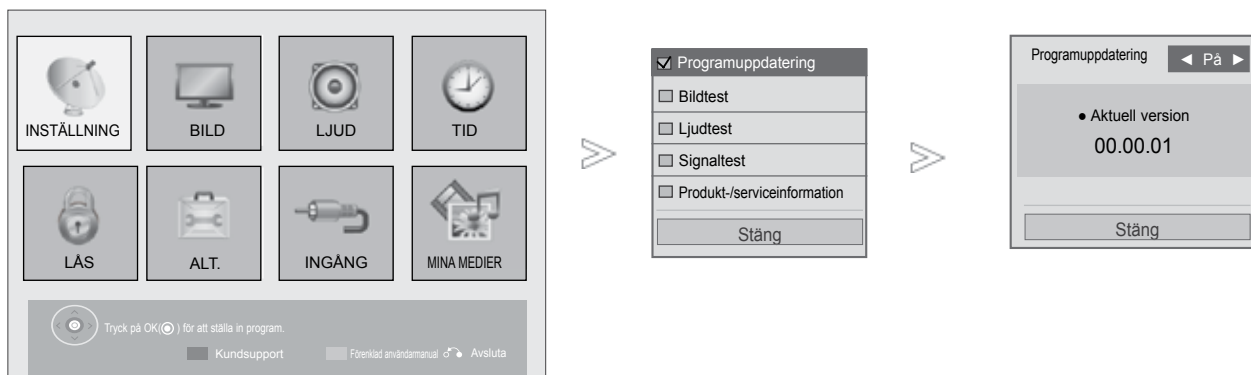 INSTÄLLNING
BILD
LJUD
TID
LÅS
ALT.
INGÅNG
MINA MEDIER
Tryck på OK( ) för att ställa in program.
Kundsupport
Förenklad användarmanual
Avsluta
Programuppdatering
Bildtest
Ljudtest
Signaltest
Produkt-/serviceinformation
Stäng
Programuppdatering ◄ På ►
● Aktuell version
00.00.01
Stäng